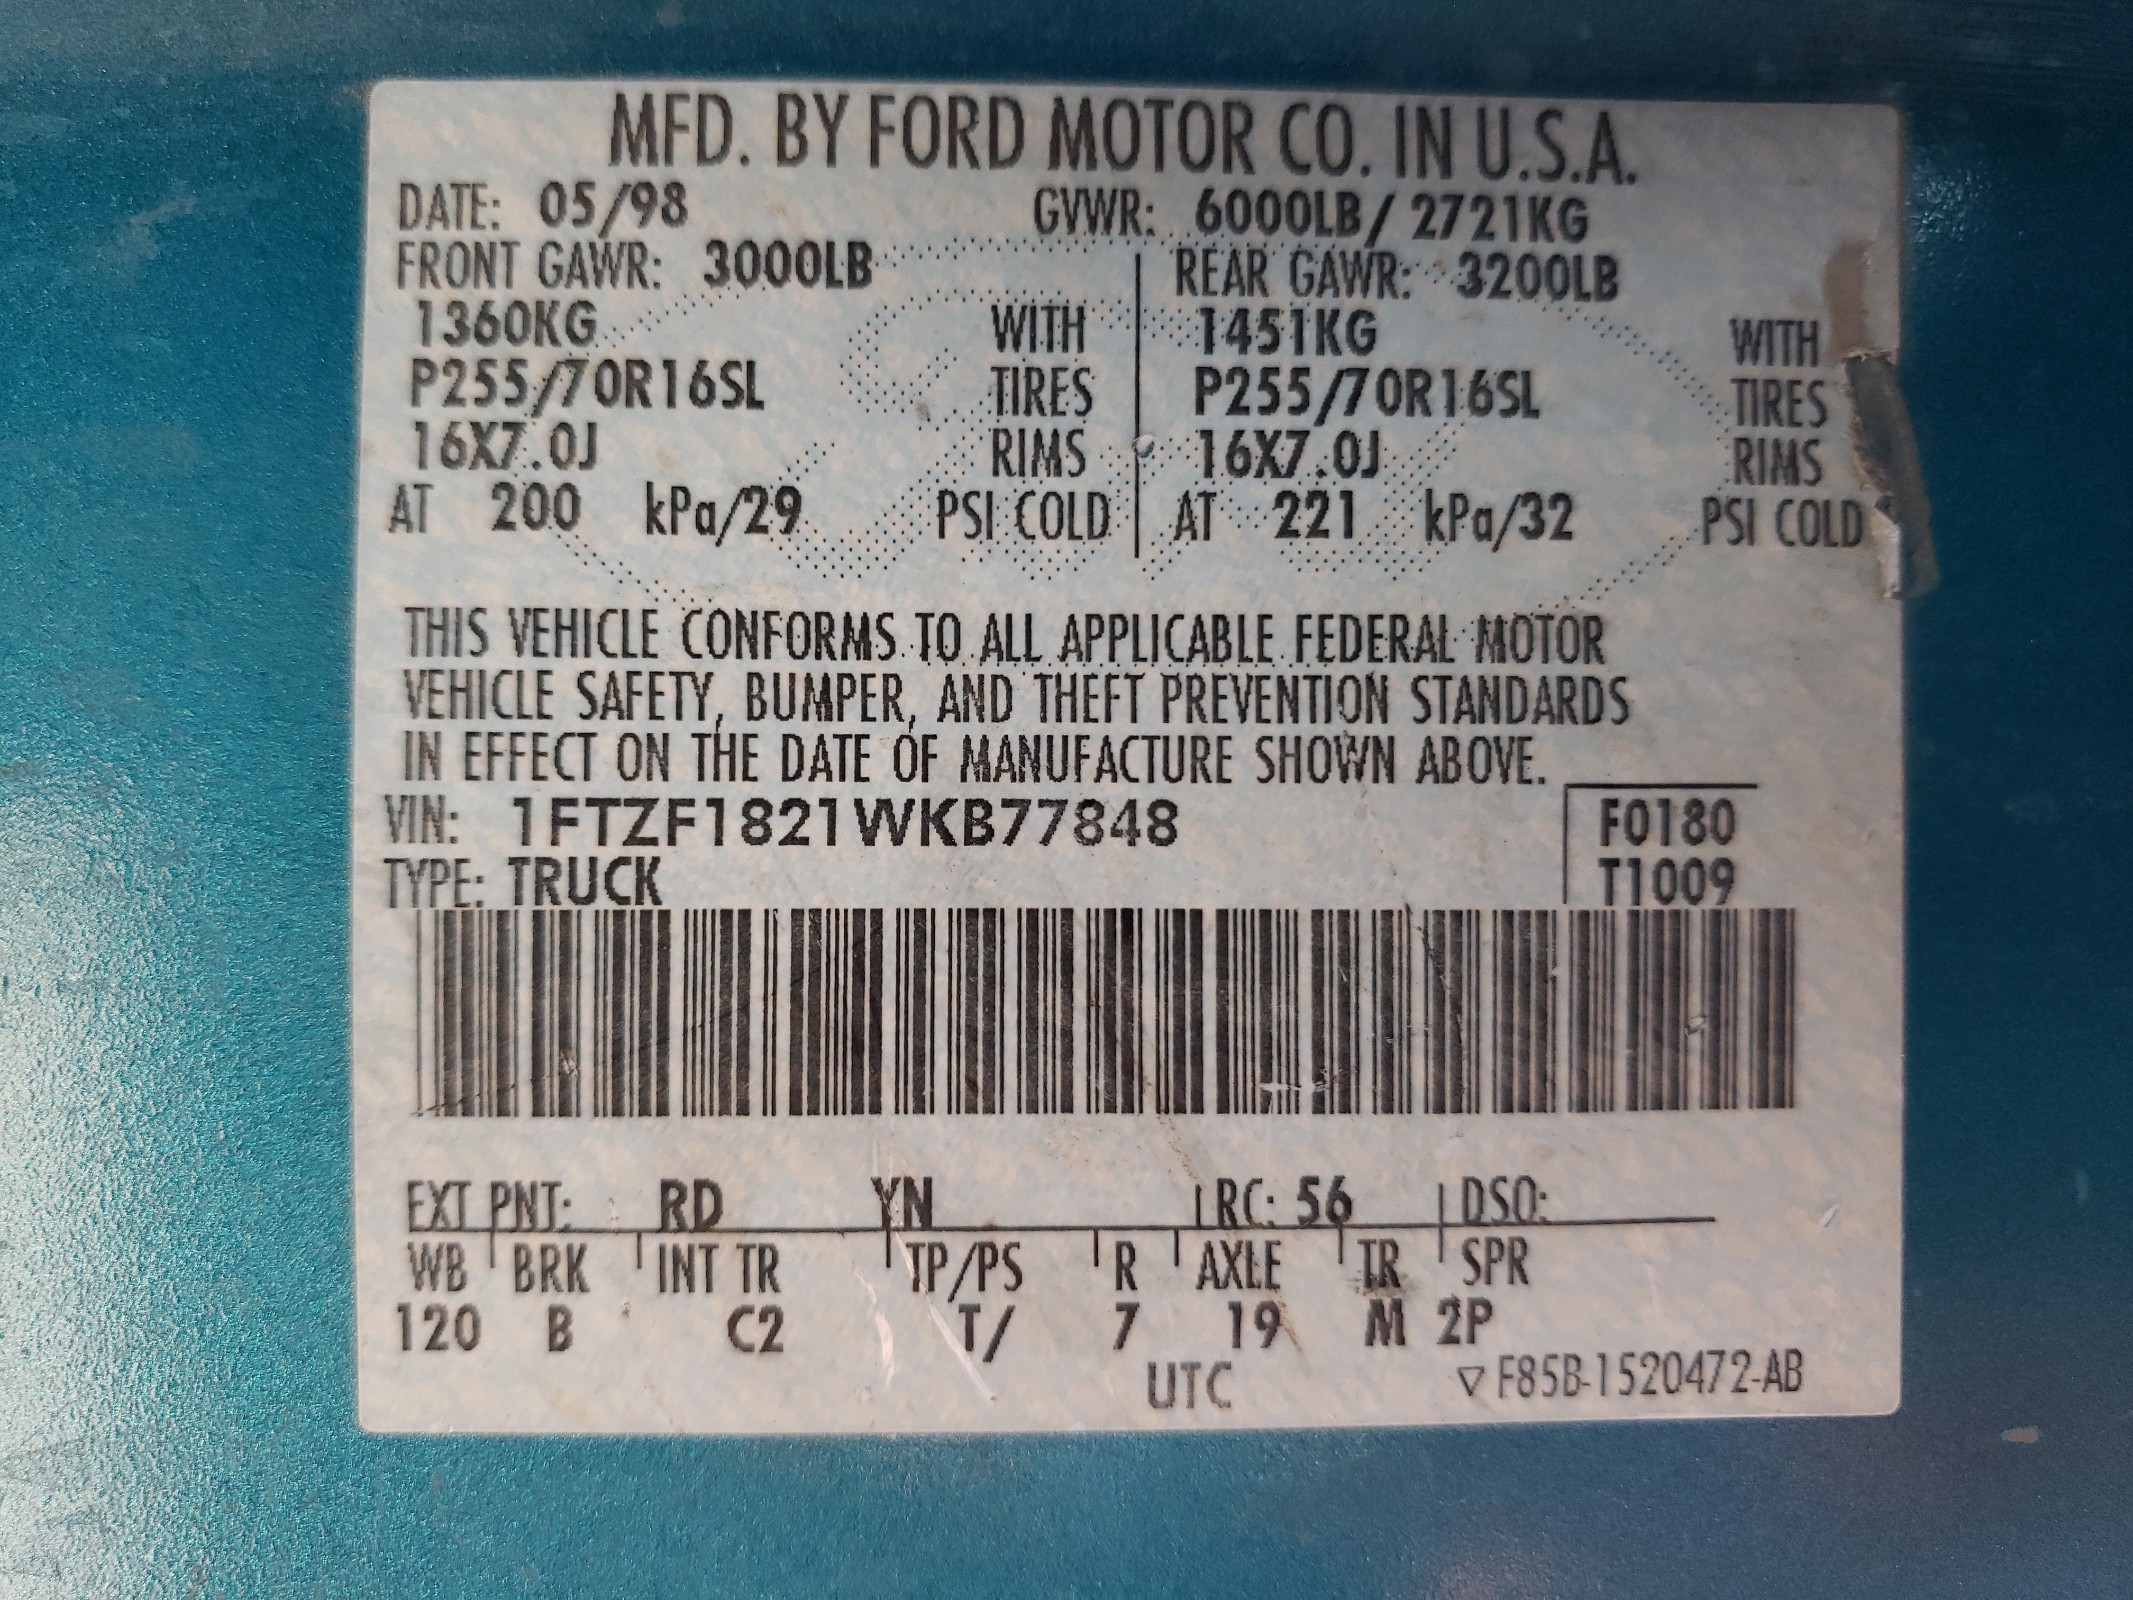 MFD. BY FORD MOTOR CO. IN U.S.A.
DATE: 05/98 GVWR: 6000LB/ 2721KG
FRONT GAWR: 3000LB REAR GAWR: 3200LB
1360KG WITH 1451KG WITH
P255/70R16SL TIRES P255/70R16SL TIRES
16X7.0J RIMS 16X7.0J RIMS
AT 200 kPa/29 PSI COLD AT 221 kPa/32 PSI COLD
THIS VEHICLE CONFORMS TO ALL APPLICABLE FEDERAL MOTOR
VEHICLE SAFETY, BUMPER, AND THEFT PREVENTION STANDARDS
IN EFFECT ON THE DATE OF MANUFACTURE SHOWN ABOVE.
VIN: 1FTZF1821WKB77848 F0180
TYPE: TRUCK T1009
EXT PNT: RD YN RC: 56 DSO:
WB BRK INT TR TP/PS R AXLE TR SPR
120 B C2 T/ 7 19 M 2P
UTC ▽ F85B-1520472-AB